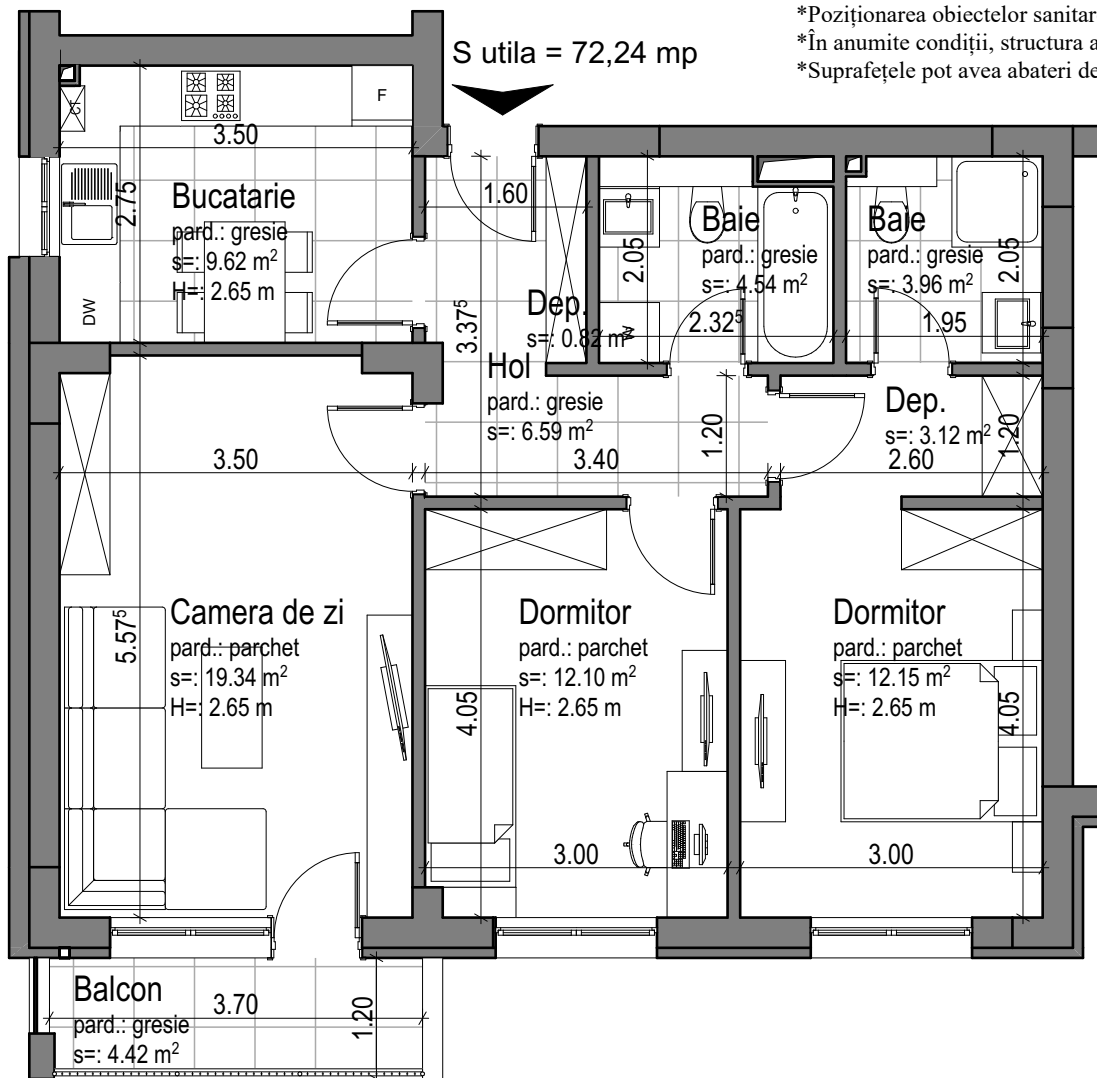 *Poziționarea obiectelor sanitar
*În anumite condiții, structura a
*Suprafețele pot avea abateri de
S utila = 72,24 mp
CT
F
3.50
2.75
Bucatarie
pard.: gresie
s=: 9.62 m²
H=: 2.65 m
DW
1.60
3.37⁵
Dep.
s=: 0.82 m²
Hol
pard.: gresie
s=: 6.59 m²
2.05
Baie
pard.: gresie
s=: 4.54 m²
2.32⁵
Baie
pard.: gresie
s=: 3.96 m²
2.05
1.95
Dep.
s=: 3.12 m²
1.20
2.60
3.50
3.40
1.20
Camera de zi
pard.: parchet
s=: 19.34 m²
H=: 2.65 m
5.57⁵
Dormitor
pard.: parchet
s=: 12.10 m²
H=: 2.65 m
4.05
3.00
Dormitor
pard.: parchet
s=: 12.15 m²
H=: 2.65 m
4.05
3.00
Balcon
pard.: gresie
s=: 4.42 m²
3.70
1.20